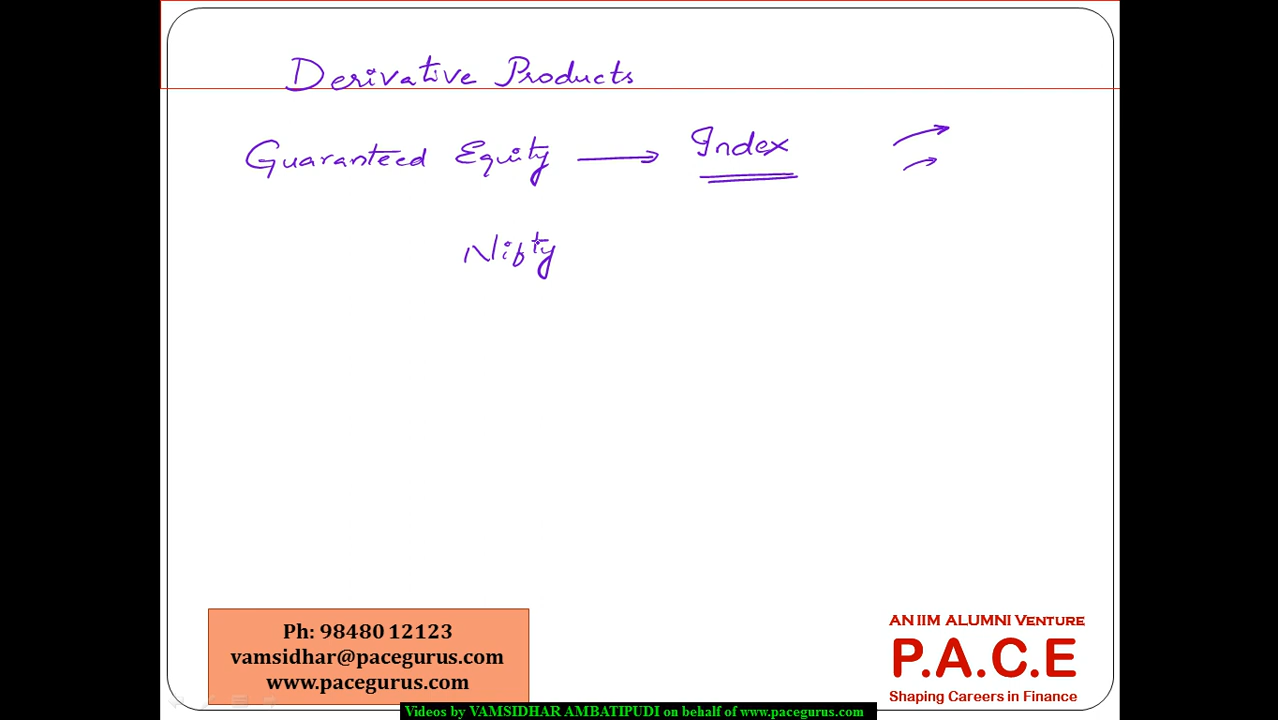 Derivative Products
Guaranteed Equity → Index
Nifty
Ph: 98480 12123
vamsidhar@pacegurus.com
www.pacegurus.com
AN IIM ALUMNI VENTURE
P.A.C.E
Shaping Careers in Finance
Videos by VAMSIDHAR AMBATIPUDI on behalf of www.pacegurus.com